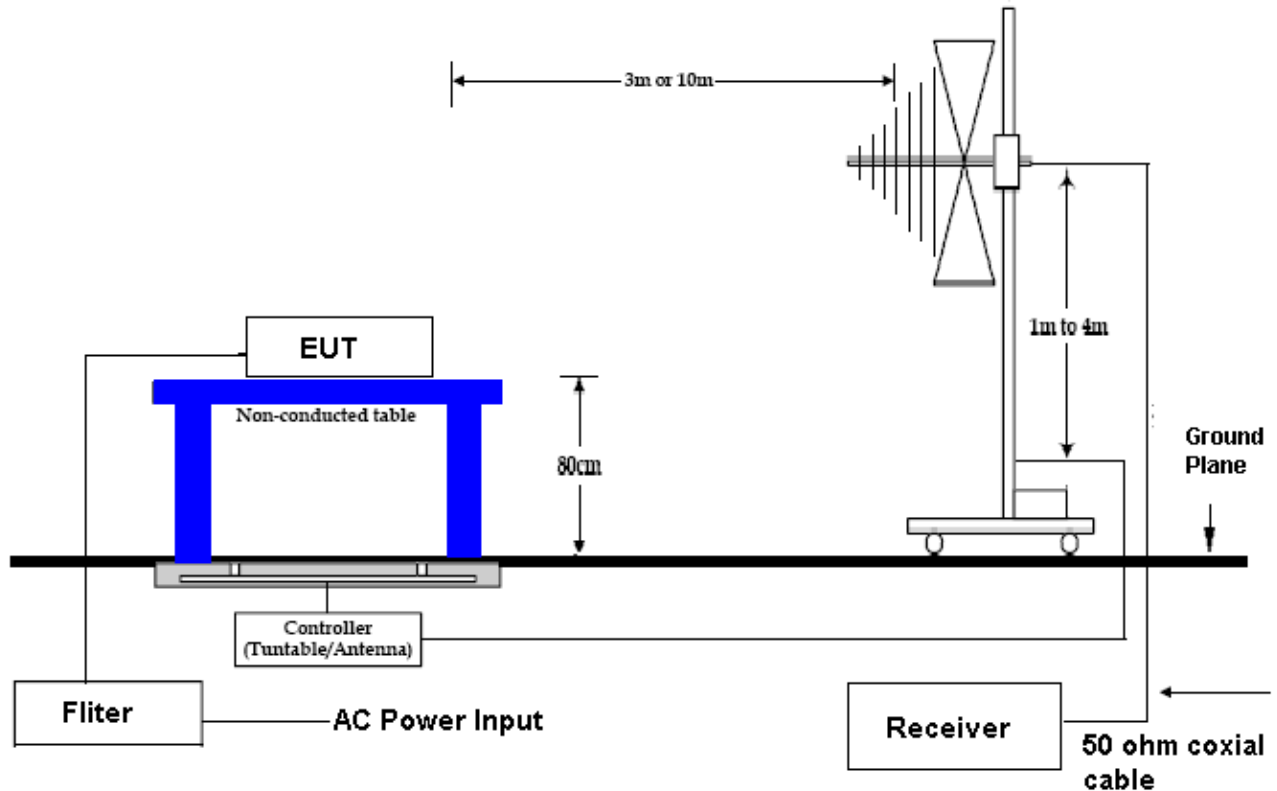 3m or 10m
EUT
1m to 4m
Non-conducted table
80cm
Ground
Plane
Controller
(Tuntable/Antenna)
Fliter
AC Power Input
Receiver
50 ohm coxial
cable